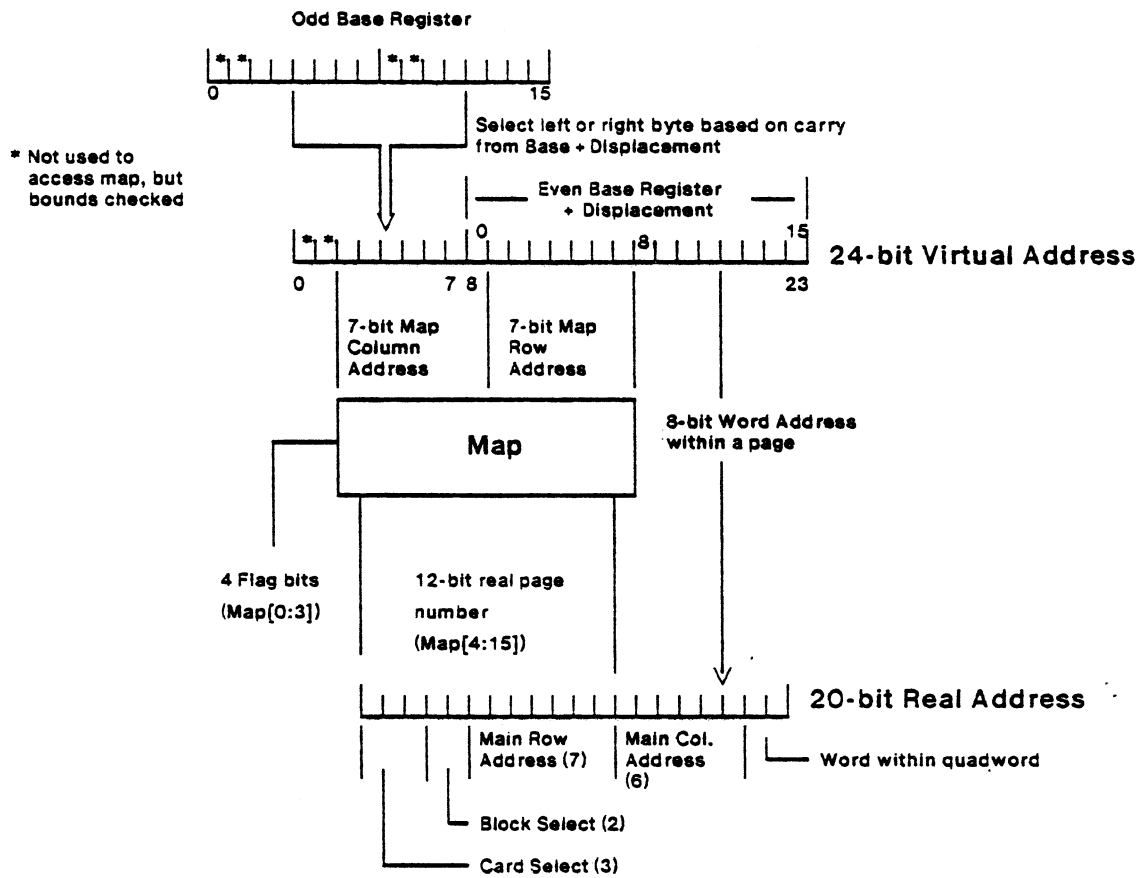 Odd Base Register
* * * *
0 15
Select left or right byte based on carry
from Base + Displacement
* Not used to
access map, but
bounds checked
Even Base Register
+ Displacement
0 8 15
* *
24-bit Virtual Address
0 7 8 23
7-bit Map
Column
Address
7-bit Map
Row
Address
8-bit Word Address
within a page
Map
4 Flag bits
(Map[0:3])
12-bit real page
number
(Map[4:15])
20-bit Real Address
Main Row
Address (7)
Main Col.
Address
(6)
Word within quadword
Block Select (2)
Card Select (3)